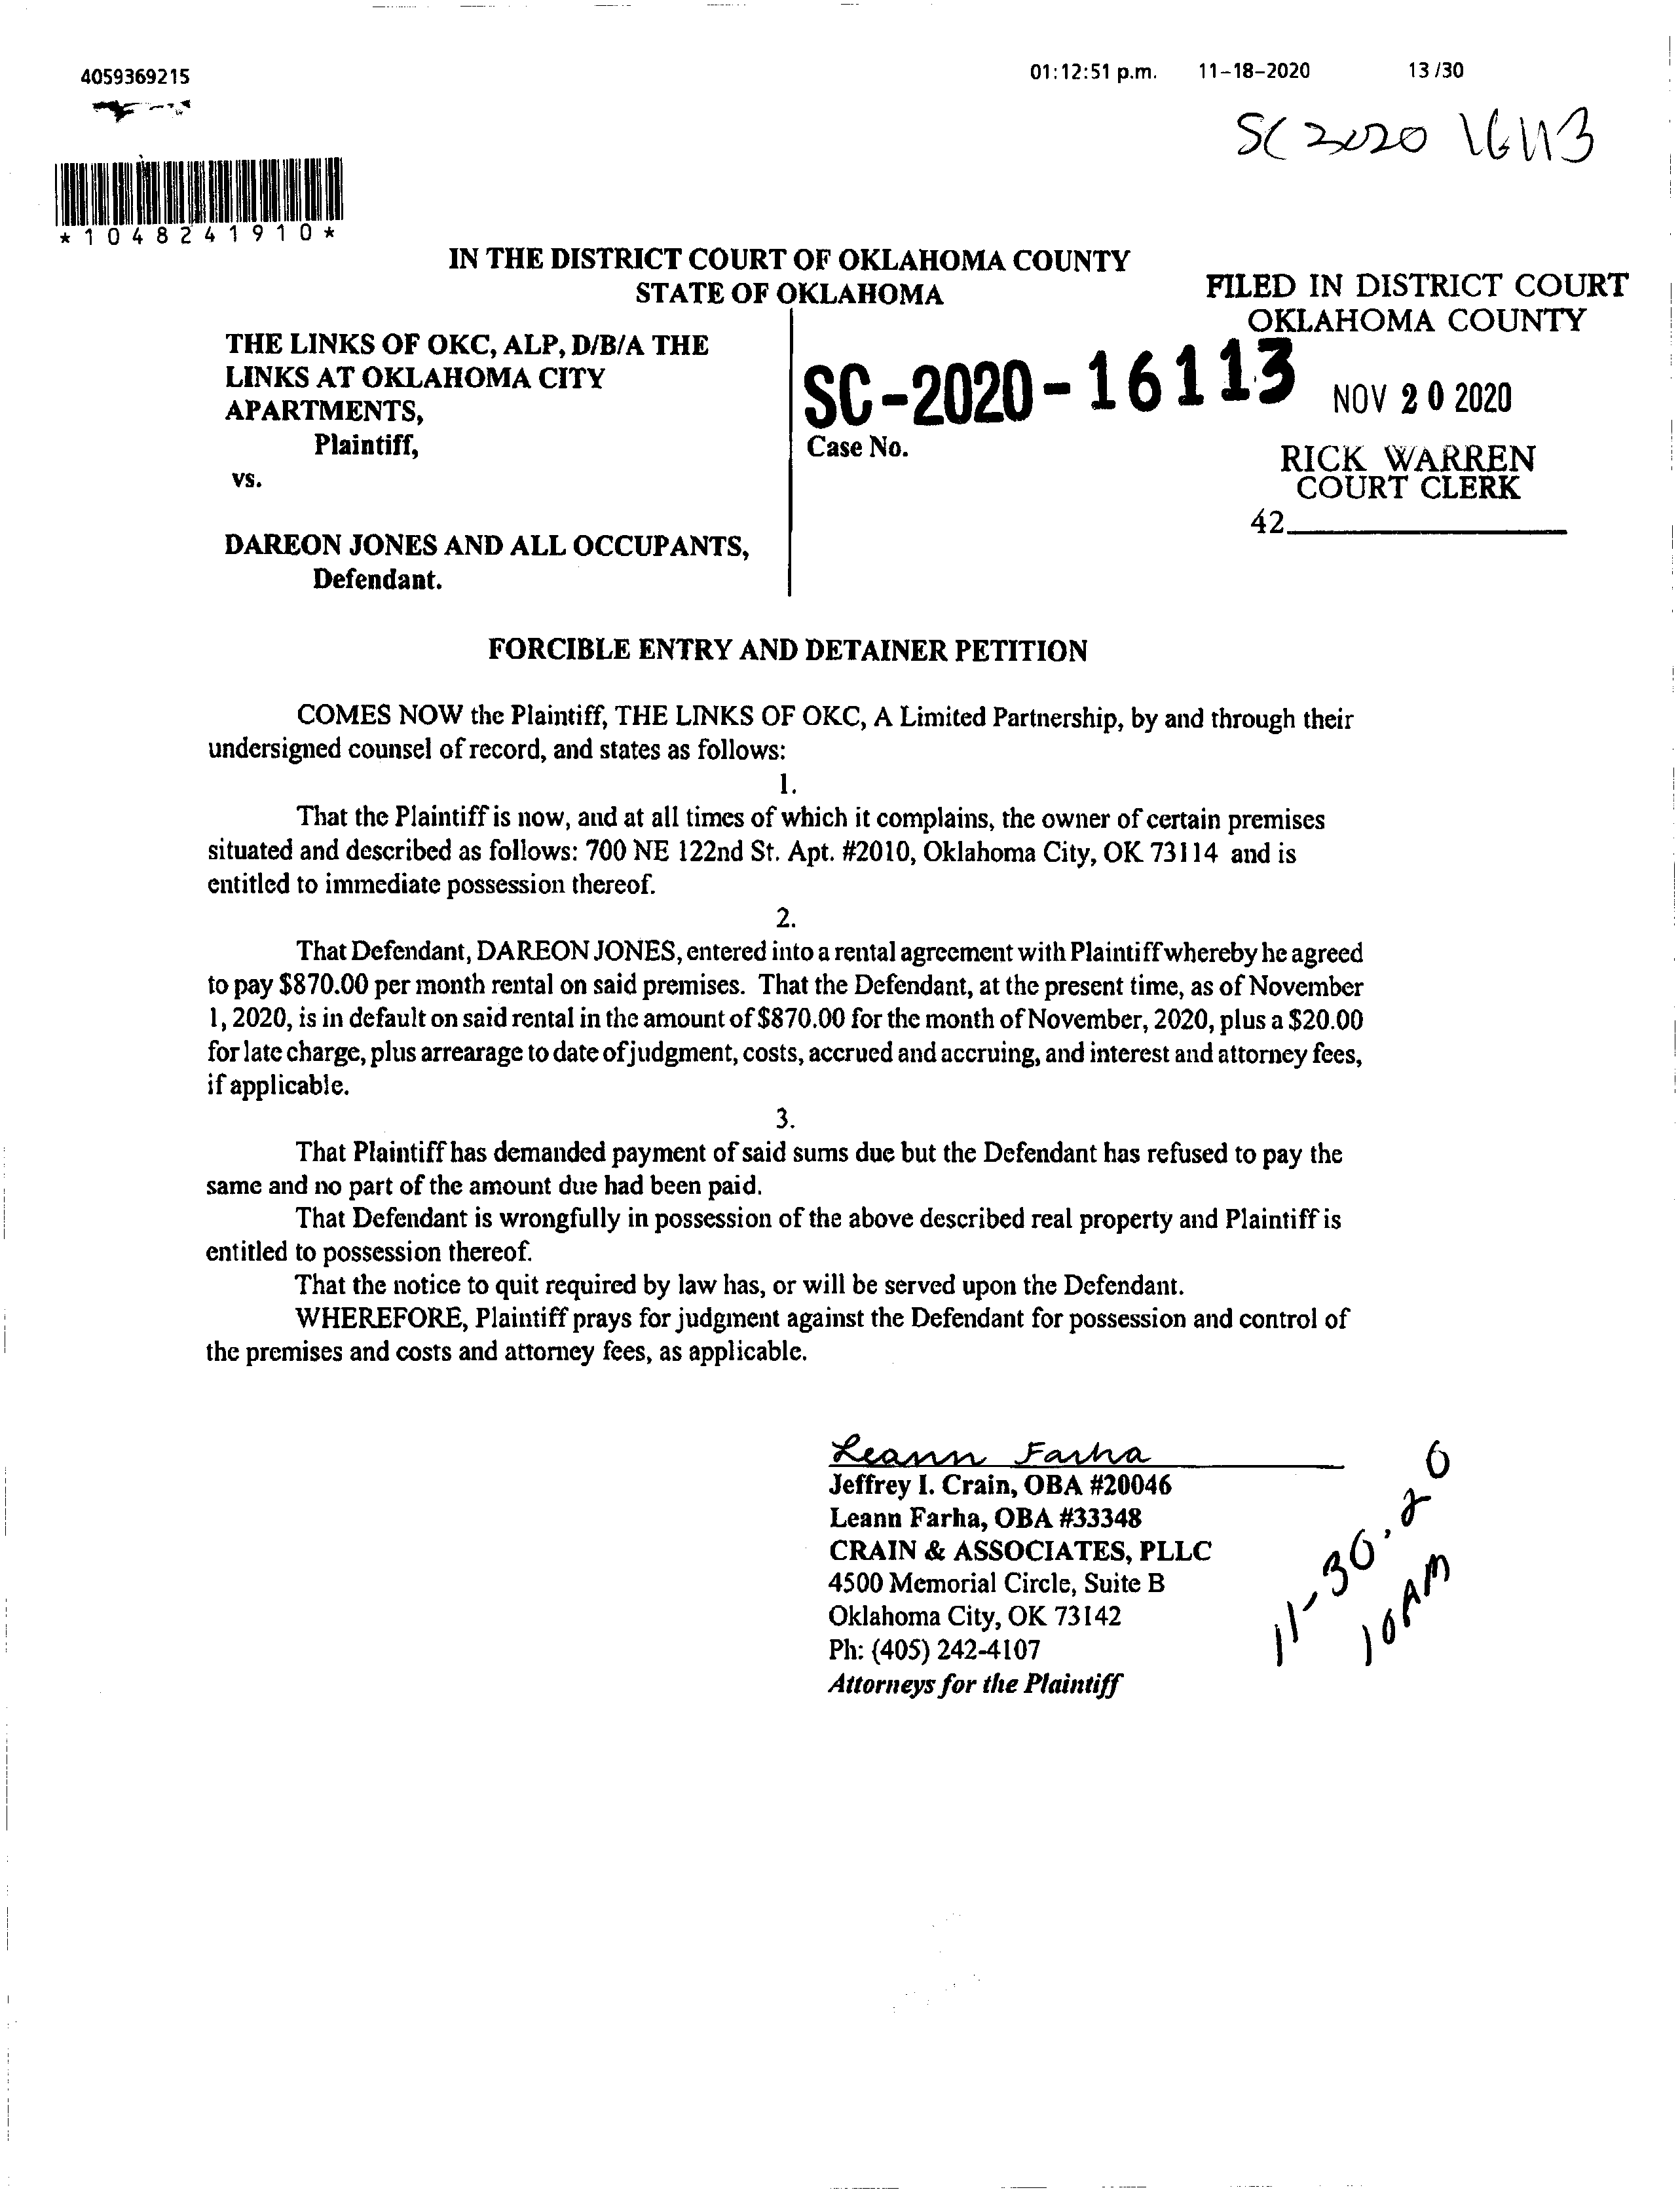 4059369215 01:12:51 p.m. 11-18-2020 13/30
SC 2020 16113
*1048241910*
IN THE DISTRICT COURT OF OKLAHOMA COUNTY
STATE OF OKLAHOMA
FILED IN DISTRICT COURT
OKLAHOMA COUNTY
THE LINKS OF OKC, ALP, D/B/A THE
LINKS AT OKLAHOMA CITY
APARTMENTS,
Plaintiff,
vs.
DAREON JONES AND ALL OCCUPANTS,
Defendant.
SC-2020-16113
Case No.
NOV 20 2020
RICK WARREN
COURT CLERK
42
FORCIBLE ENTRY AND DETAINER PETITION
COMES NOW the Plaintiff, THE LINKS OF OKC, A Limited Partnership, by and through their
undersigned counsel of record, and states as follows:
1.
That the Plaintiff is now, and at all times of which it complains, the owner of certain premises
situated and described as follows: 700 NE 122nd St. Apt. #2010, Oklahoma City, OK 73114 and is
entitled to immediate possession thereof.
2.
That Defendant, DAREON JONES, entered into a rental agreement with Plaintiff whereby he agreed
to pay $870.00 per month rental on said premises. That the Defendant, at the present time, as of November
1, 2020, is in default on said rental in the amount of $870.00 for the month of November, 2020, plus a $20.00
for late charge, plus arrearage to date of judgment, costs, accrued and accruing, and interest and attorney fees,
if applicable.
3.
That Plaintiff has demanded payment of said sums due but the Defendant has refused to pay the
same and no part of the amount due had been paid.
That Defendant is wrongfully in possession of the above described real property and Plaintiff is
entitled to possession thereof.
That the notice to quit required by law has, or will be served upon the Defendant.
WHEREFORE, Plaintiff prays for judgment against the Defendant for possession and control of
the premises and costs and attorney fees, as applicable.
Leann Farha
Jeffrey I. Crain, OBA #20046
Leann Farha, OBA #33348
CRAIN & ASSOCIATES, PLLC
4500 Memorial Circle, Suite B
Oklahoma City, OK 73142
Ph: (405) 242-4107
Attorneys for the Plaintiff
11-30.20
10AM